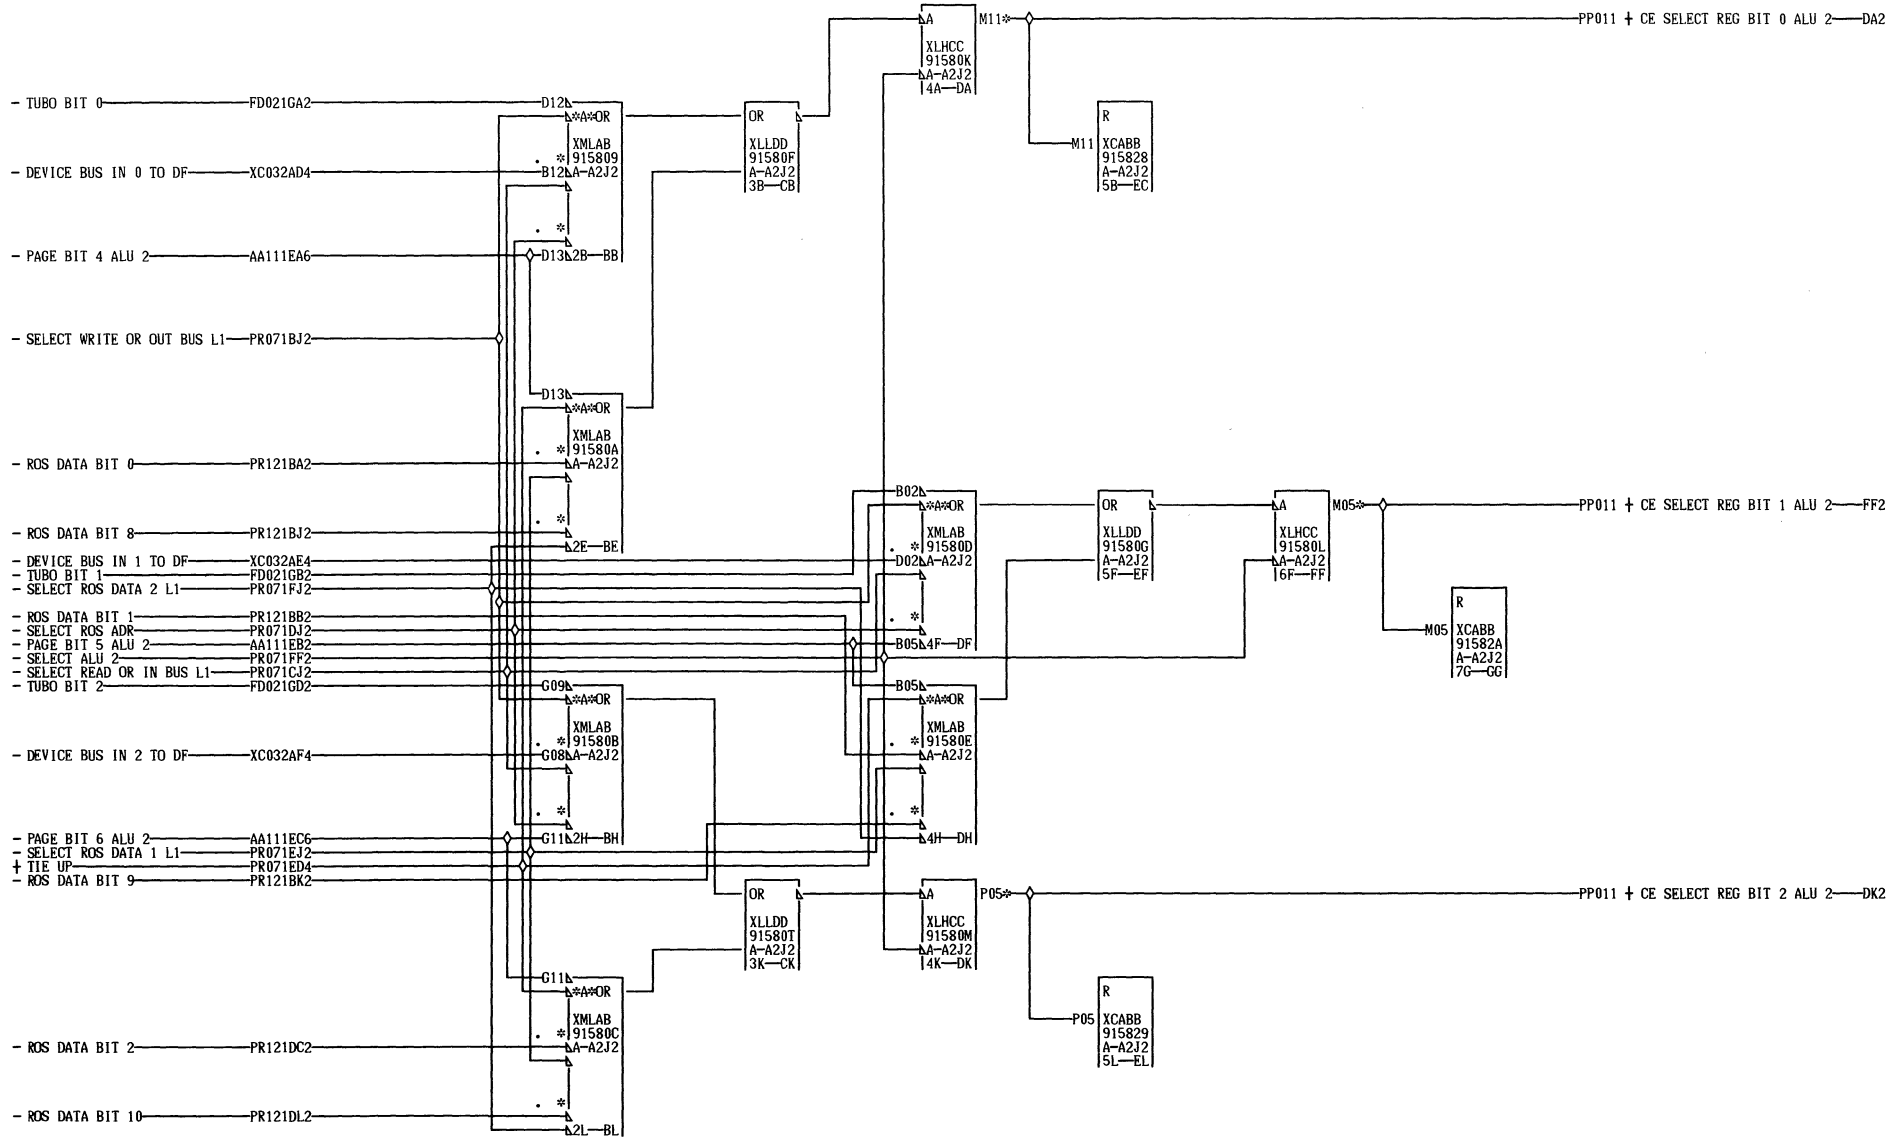 M11* PP011 + CE SELECT REG BIT 0 ALU 2 DA2
A
XLHCC
91580K
A-A2J2
4A DA
- TUBO BIT 0 FD021GA2 D12
*A*OR
XMLAB
. * 915809
- DEVICE BUS IN 0 TO DF XC032AD4 B12 A-A2J2
. *
- PAGE BIT 4 ALU 2 AA111EA6 D13 2B BB
OR
XLLDD
91580F
A-A2J2
3B CB
R
M11 XCABB
915828
A-A2J2
5B EC
- SELECT WRITE OR OUT BUS L1 PR071BJ2
D13
*A*OR
XMLAB
. * 91580A
- ROS DATA BIT 0 PR121BA2 A-A2J2
. *
- ROS DATA BIT 8 PR121BJ2
2E BE
- DEVICE BUS IN 1 TO DF XC032AE4
- TUBO BIT 1 FD021GB2
- SELECT ROS DATA 2 L1 PR071FJ2
- ROS DATA BIT 1 PR121BB2
- SELECT ROS ADR PR071DJ2
- PAGE BIT 5 ALU 2 AA111EB2
- SELECT ALU 2 PR071FF2
- SELECT READ OR IN BUS L1 PR071CJ2
- TUBO BIT 2 FD021GD2 G09
B02
*A*OR
XMLAB
. * 91580D
D02 A-A2J2
. *
B05 4F DF
OR
XLLDD
91580G
A-A2J2
5F EF
A M05* PP011 + CE SELECT REG BIT 1 ALU 2 FF2
XLHCC
91580L
A-A2J2
6F FF
R
M05 XCABB
91582A
A-A2J2
7G GG
*A*OR
XMLAB
. * 91580B
- DEVICE BUS IN 2 TO DF XC032AF4 G08 A-A2J2
. *
- PAGE BIT 6 ALU 2 AA111EC6 G11 2H BH
- SELECT ROS DATA 1 L1 PR071EJ2
+ TIE UP PR071ED4
- ROS DATA BIT 9 PR121BK2
B05
*A*OR
XMLAB
. * 91580E
A-A2J2
. *
4H DH
OR
XLLDD
91580T
A-A2J2
3K CK
A P05* PP011 + CE SELECT REG BIT 2 ALU 2 DK2
XLHCC
91580M
A-A2J2
4K DK
G11
*A*OR
XMLAB
. * 91580C
- ROS DATA BIT 2 PR121DC2 A-A2J2
. *
- ROS DATA BIT 10 PR121DL2
2L BL
R
P05 XCABB
915829
A-A2J2
5L EL